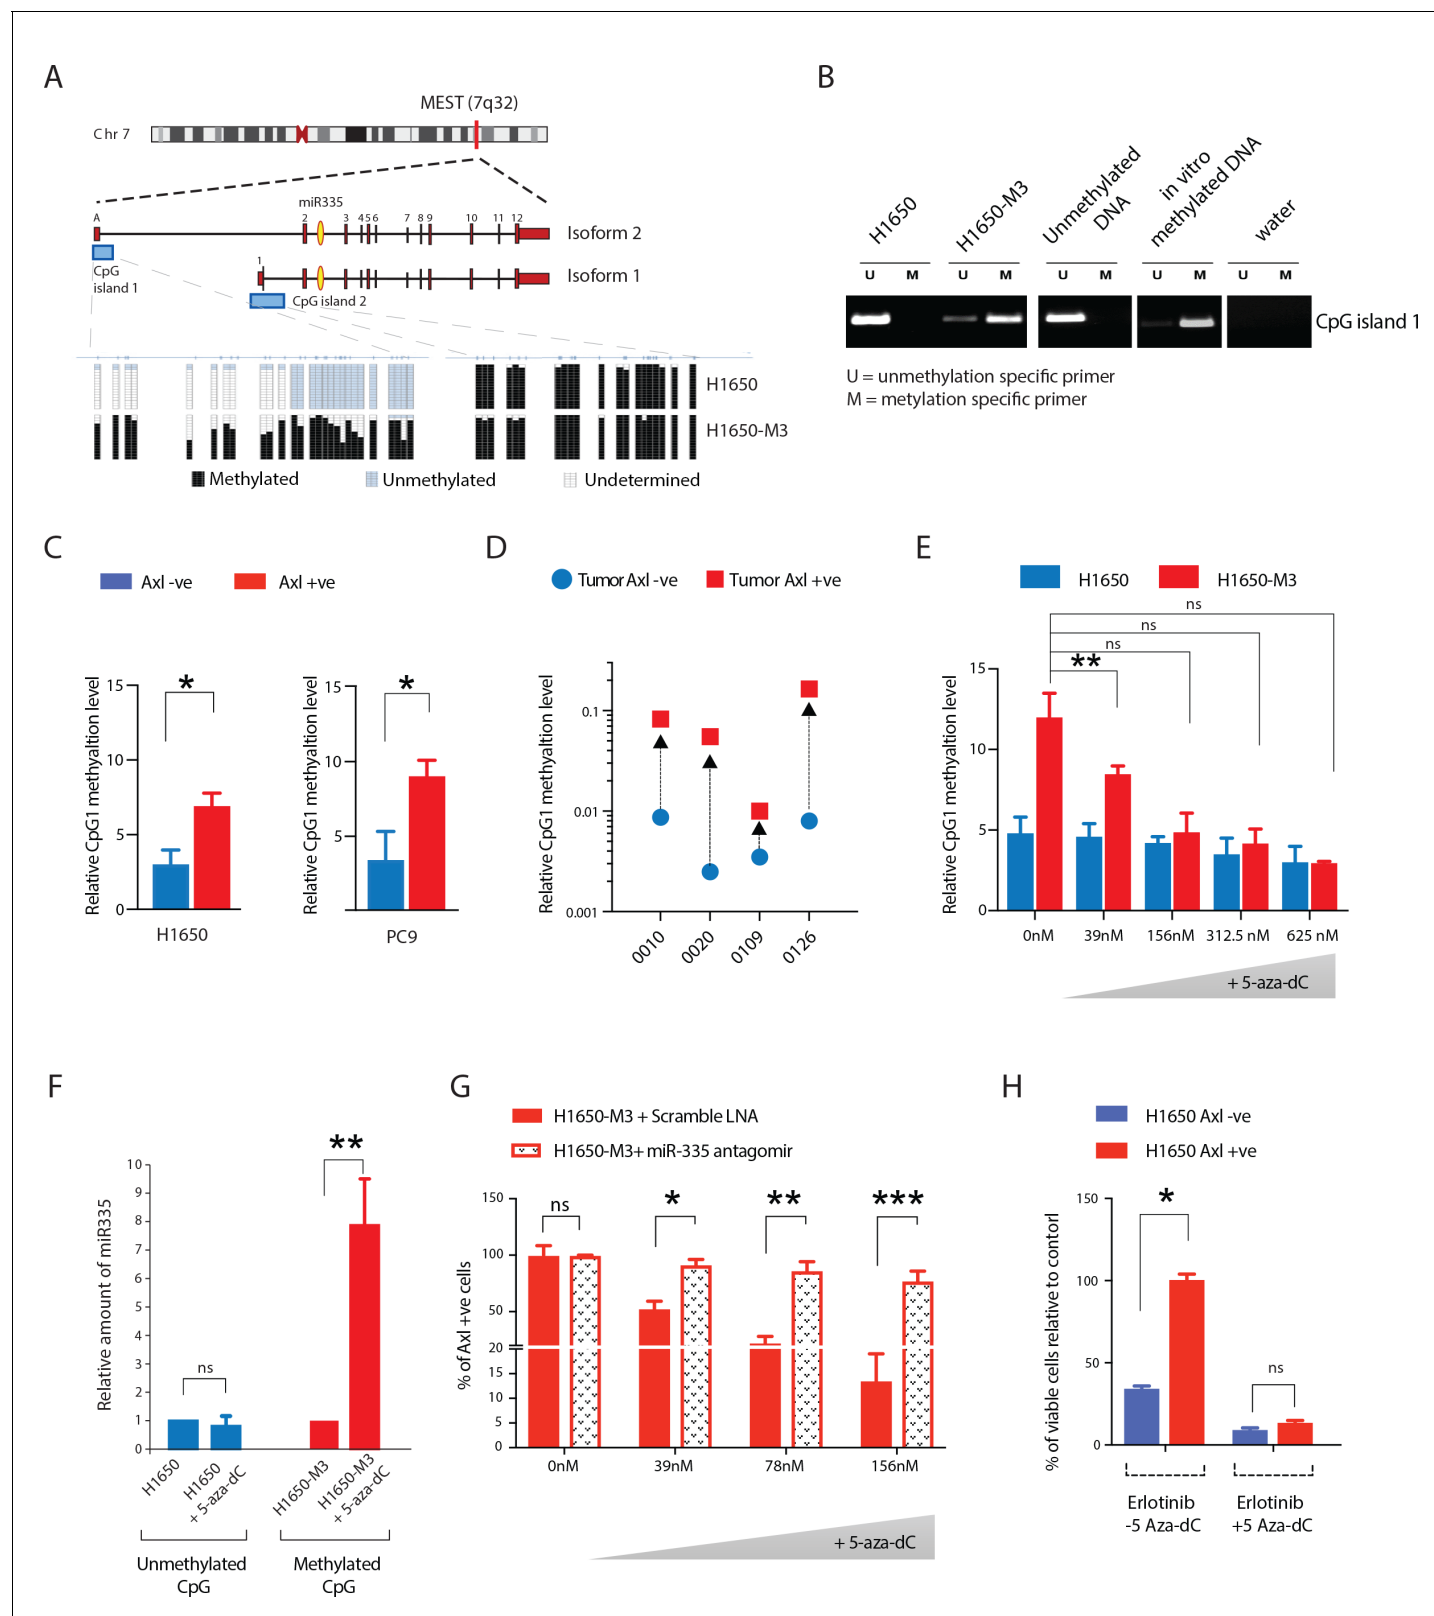 A
MEST (7q32)
Chr 7
miR335
A 2 3 4 5 6 7 8 9 10 11 12
Isoform 2
CpG
island 1
1
Isoform 1
CpG island 2
H1650
H1650-M3
Methylated Unmethylated Undetermined
B
H1650 H1650-M3 Unmethylated DNA in vitro methylated DNA water
U M U M U M U M U M
CpG island 1
U = unmethylation specific primer
M = metylation specific primer
C
Axl -ve Axl +ve
Relative CpG1 methyaltion level
15
10
5
0
*
H1650
Relative CpG1 methyaltion level
15
10
5
*
PC9
D
Tumor Axl -ve Tumor Axl +ve
Relative CpG1 methyaltion level
0.1
0.01
0.001
0010 0020 0109 0126
E
H1650 H1650-M3
ns
ns
ns
**
Relative CpG1 methyaltion level
15
10
5
0
0nM 39nM 156nM 312.5 nM 625 nM
+ 5-aza-dC
F
Relative amount of miR335
10
9
8
7
6
5
4
3
2
1
0
ns
**
H1650
H1650
+ 5-aza-dC
H1650-M3
H1650-M3
+ 5-aza-dC
Unmethylated
CpG
Methylated
CpG
G
H1650-M3 + Scramble LNA
H1650-M3+ miR-335 antagomir
% of Axl +ve cells
150
100
50
20
15
10
5
0
ns * ** ***
0nM 39nM 78nM 156nM
+ 5-aza-dC
H
H1650 Axl -ve
H1650 Axl +ve
% of viable cells relative to contorl
150
100
50
0
*
ns
Erlotinib
-5 Aza-dC
Erlotinib
+5 Aza-dC